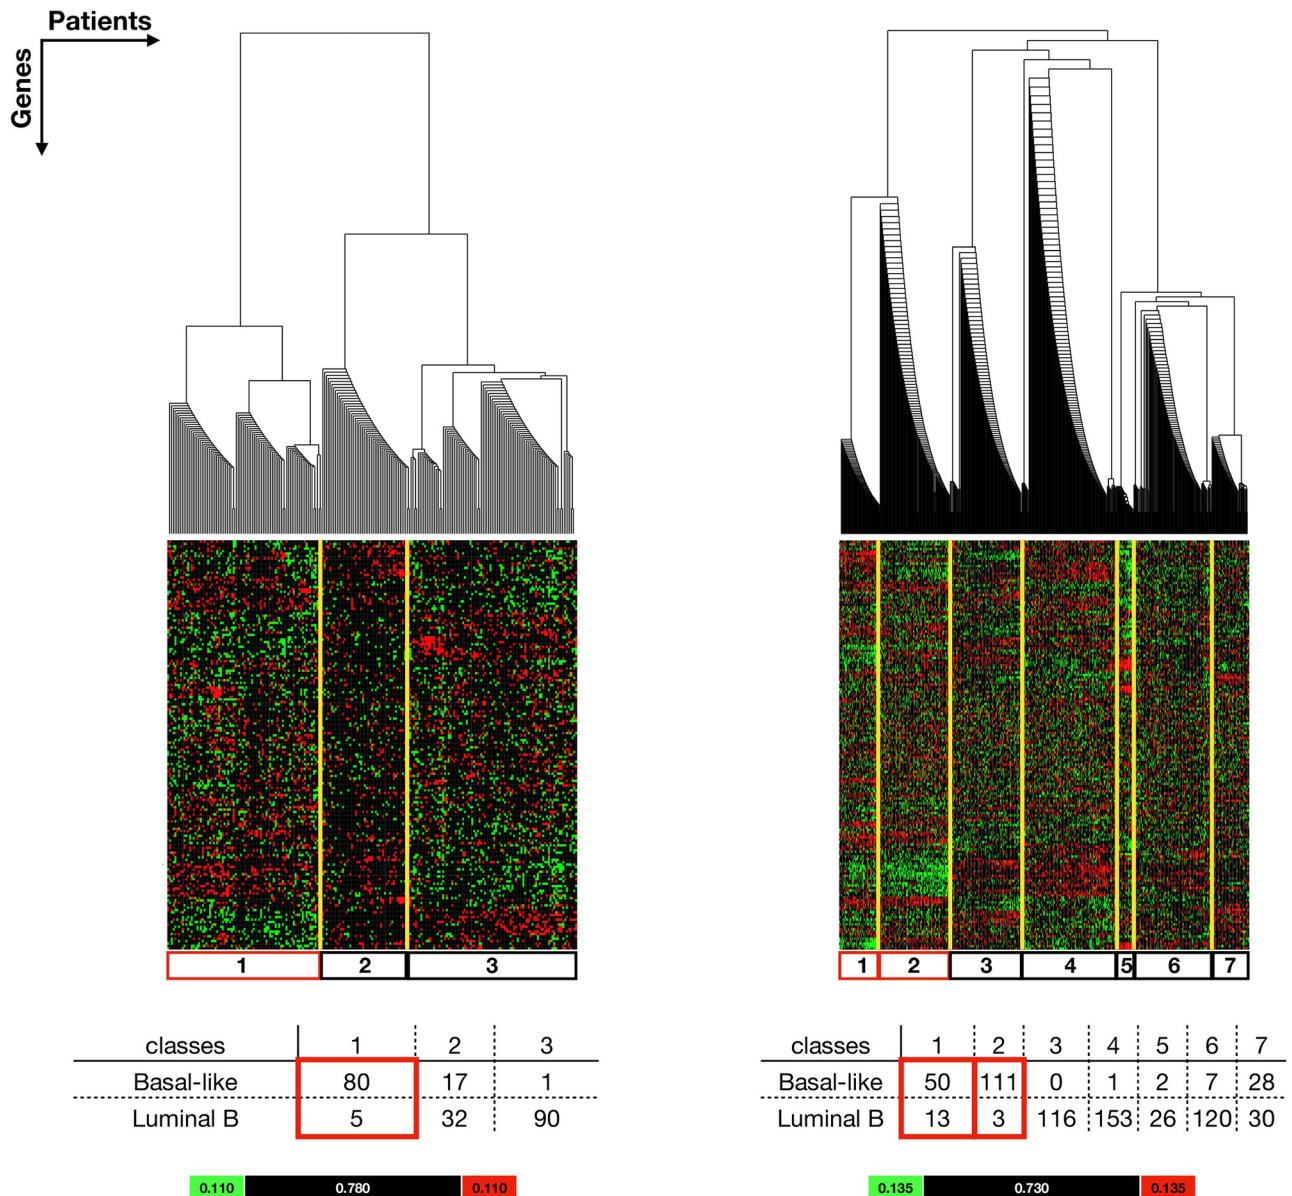 Patients
Genes
1 2 3
1 2 3 4 5 6 7
classes 1 2 3
Basal-like 80 17 1
Luminal B 5 32 90
classes 1 2 3 4 5 6 7
Basal-like 50 111 0 1 2 7 28
Luminal B 13 3 116 153 26 120 30
0.110 0.780 0.110
0.135 0.730 0.135